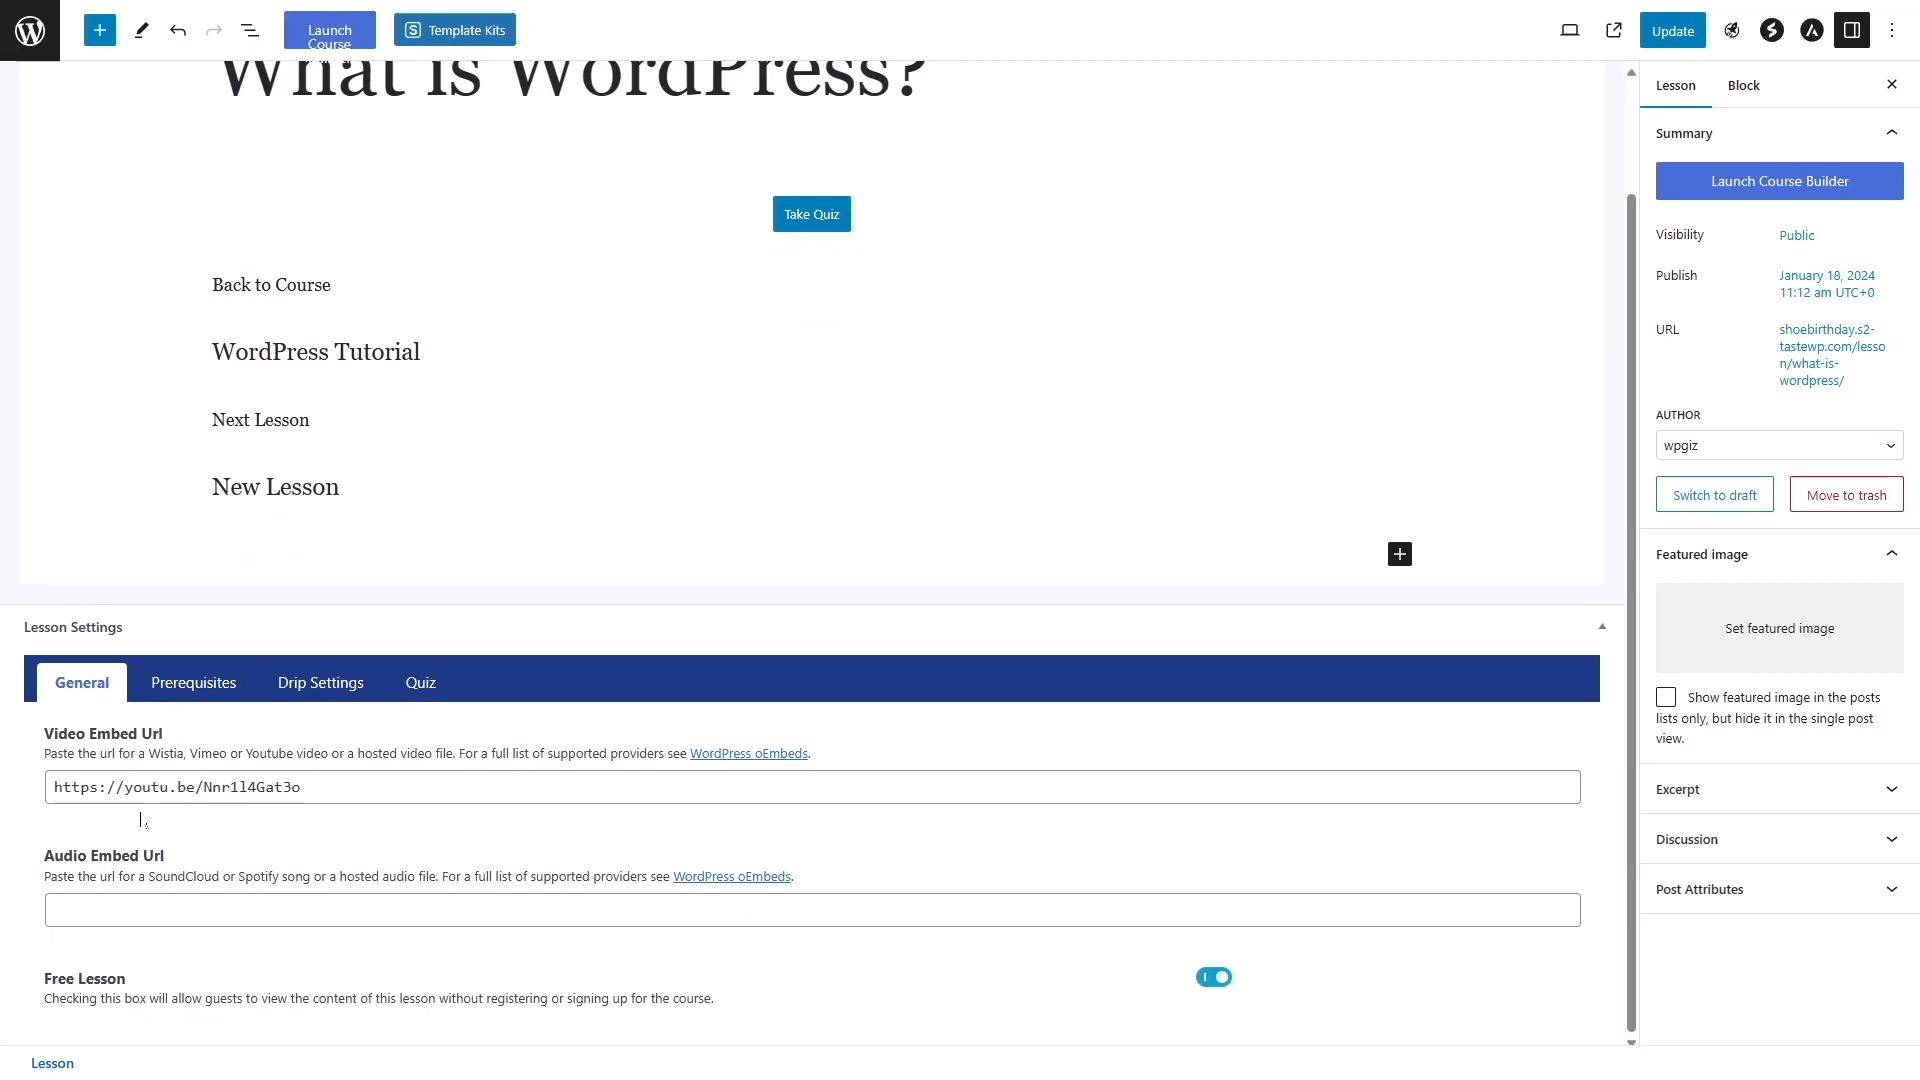 Launch
Course
Template Kits
Update
What is WordPress?
Take Quiz
Back to Course
WordPress Tutorial
Next Lesson
New Lesson
Lesson Settings
General
Prerequisites
Drip Settings
Quiz
Video Embed Url
Paste the url for a Wistia, Vimeo or Youtube video or a hosted video file. For a full list of supported providers see WordPress oEmbeds.
https://youtu.be/Nnr1l4Gat3o
Audio Embed Url
Paste the url for a SoundCloud or Spotify song or a hosted audio file. For a full list of supported providers see WordPress oEmbeds.
Free Lesson
Checking this box will allow guests to view the content of this lesson without registering or signing up for the course.
Lesson
Lesson
Block
Summary
Launch Course Builder
Visibility
Public
Publish
January 18, 2024
11:12 am UTC+0
URL
shoebirthday.s2-
tastewp.com/lesso
n/what-is-
wordpress/
AUTHOR
wpgiz
Switch to draft
Move to trash
Featured image
Set featured image
Show featured image in the posts
lists only, but hide it in the single post
view.
Excerpt
Discussion
Post Attributes